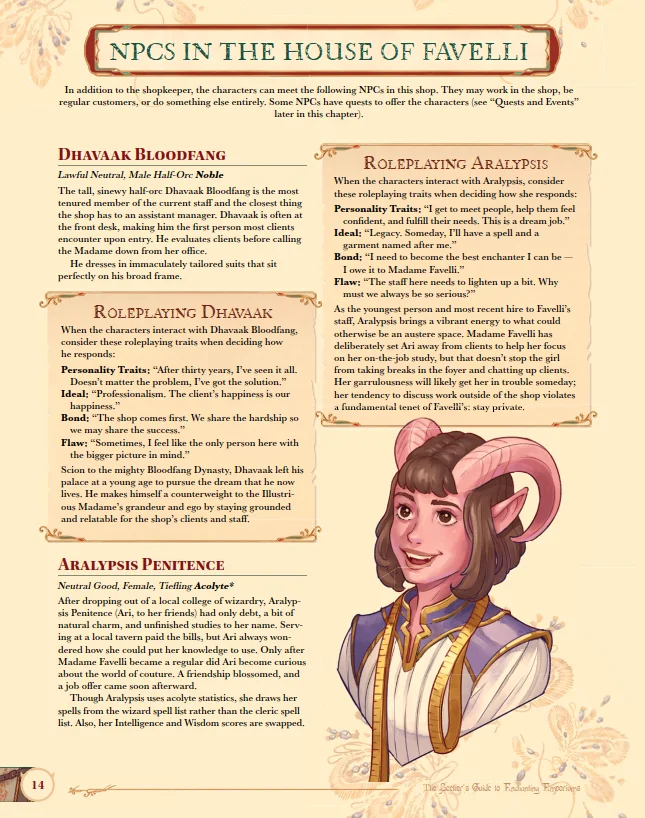 NPCS IN THE HOUSE OF FAVELLI
In addition to the shopkeeper, the characters can meet the following NPCs in this shop. They may work in the shop, be
regular customers, or do something else entirely. Some NPCs have quests to offer the characters (see “Quests and Events”
later in this chapter).
DHAVAAK BLOODFANG
Lawful Neutral, Male Half-Orc Noble
The tall, sinewy half-orc Dhavaak Bloodfang is the most
tenured member of the current staff and the closest thing
the shop has to an assistant manager. Dhavaak is often at
the front desk, making him the first person most clients
encounter upon entry. He evaluates clients before calling
the Madame down from her office.
He dresses in immaculately tailored suits that sit
perfectly on his broad frame.
ROLEPLAYING DHAVAAK
When the characters interact with Dhavaak Bloodfang,
consider these roleplaying traits when deciding how
he responds:
Personality Traits: “After thirty years, I’ve seen it all.
Doesn’t matter the problem, I’ve got the solution.”
Ideal: “Professionalism. The client’s happiness is our
happiness.”
Bond: “The shop comes first. We share the hardship so
we may share the success.”
Flaw: “Sometimes, I feel like the only person here with
the bigger picture in mind.”
Scion to the mighty Bloodfang Dynasty, Dhavaak left his
palace at a young age to pursue the dream that he now
lives. He makes himself a counterweight to the Illustri-
ous Madame’s grandeur and ego by staying grounded
and relatable for the shop’s clients and staff.
ARALYPSIS PENITENCE
Neutral Good, Female, Tiefling Acolyte*
After dropping out of a local college of wizardry, Aralyp-
sis Penitence (Ari, to her friends) had only debt, a bit of
natural charm, and unfinished studies to her name. Serv-
ing at a local tavern paid the bills, but Ari always won-
dered how she could put her knowledge to use. Only after
Madame Favelli became a regular did Ari become curious
about the world of couture. A friendship blossomed, and
a job offer came soon afterward.
Though Aralypsis uses acolyte statistics, she draws her
spells from the wizard spell list rather than the cleric spell
list. Also, her Intelligence and Wisdom scores are swapped.
ROLEPLAYING ARALYPSIS
When the characters interact with Aralypsis, consider
these roleplaying traits when deciding how she responds:
Personality Traits: “I get to meet people, help them feel
confident, and fulfill their needs. This is a dream job.”
Ideal: “Legacy. Someday, I’ll have a spell and a
garment named after me.”
Bond: “I need to become the best enchanter I can be —
I owe it to Madame Favelli.”
Flaw: “The staff here needs to lighten up a bit. Why
must we always be so serious?”
As the youngest person and most recent hire to Favelli’s
staff, Aralypsis brings a vibrant energy to what could
otherwise be an austere space. Madame Favelli has
deliberately set Ari away from clients to help her focus
on her on-the-job study, but that doesn’t stop the girl
from taking breaks in the foyer and chatting up clients.
Her garrulousness will likely get her in trouble someday;
her tendency to discuss work outside of the shop violates
a fundamental tenet of Favelli’s: stay private.
14
The Seeker’s Guide to Enchanting Emporiums